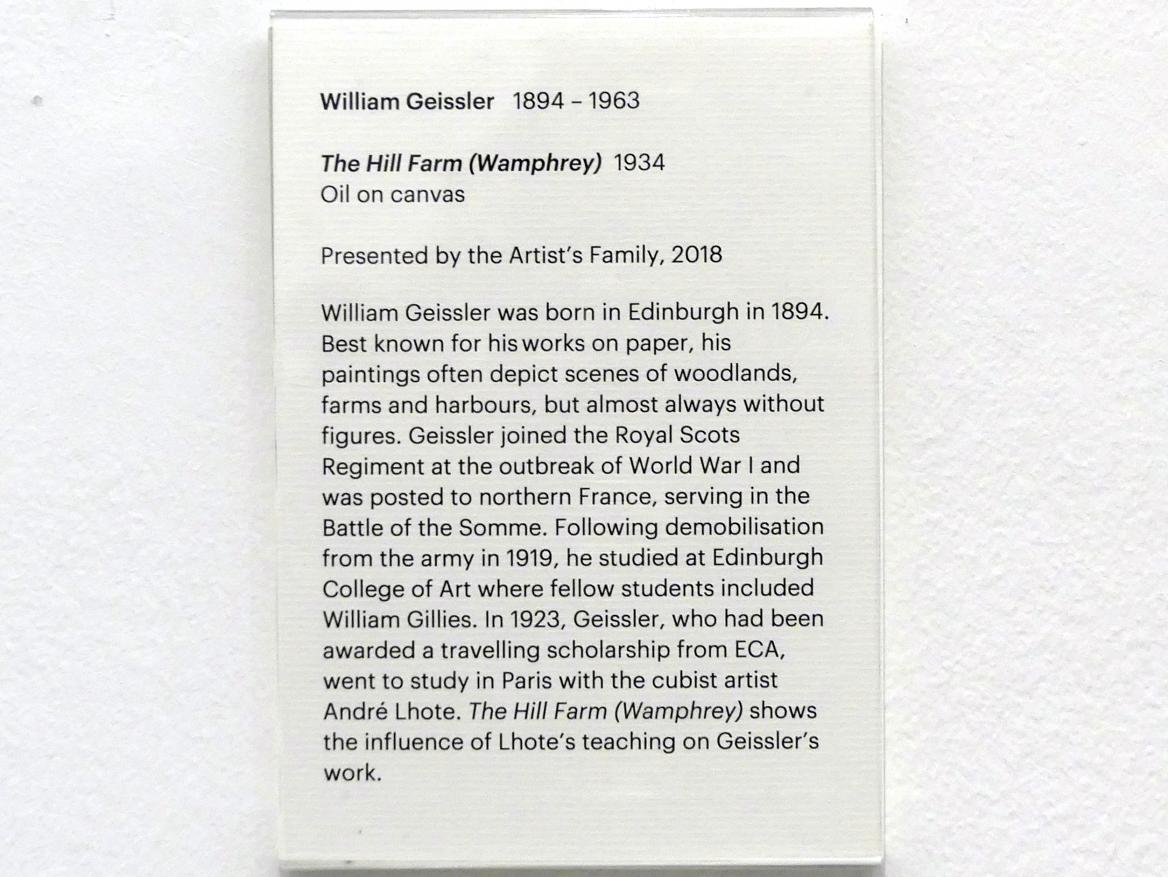 William Geissler 1894 – 1963
The Hill Farm (Wamphrey) 1934
Oil on canvas
Presented by the Artist's Family, 2018
William Geissler was born in Edinburgh in 1894.
Best known for his works on paper, his
paintings often depict scenes of woodlands,
farms and harbours, but almost always without
figures. Geissler joined the Royal Scots
Regiment at the outbreak of World War I and
was posted to northern France, serving in the
Battle of the Somme. Following demobilisation
from the army in 1919, he studied at Edinburgh
College of Art where fellow students included
William Gillies. In 1923, Geissler, who had been
awarded a travelling scholarship from ECA,
went to study in Paris with the cubist artist
André Lhote. The Hill Farm (Wamphrey) shows
the influence of Lhote's teaching on Geissler's
work.